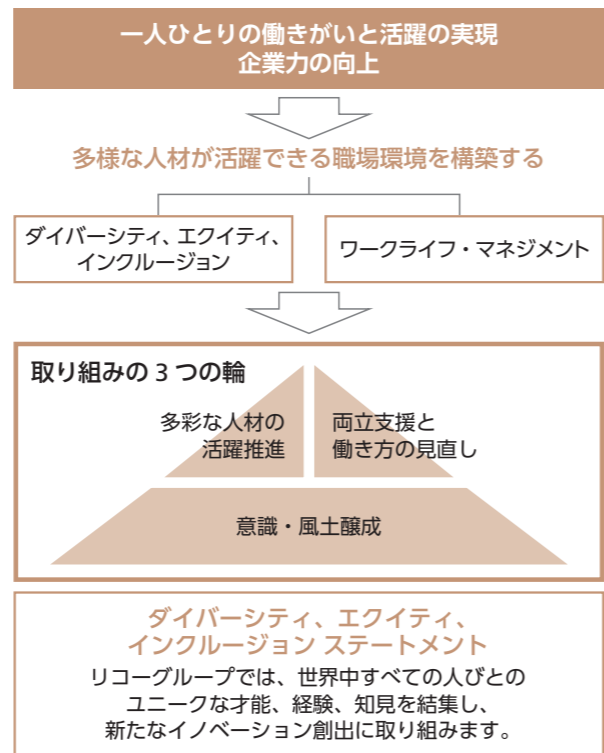 一人ひとりの働きがいと活躍の実現
企業力の向上
多様な人材が活躍できる職場環境を構築する
ダイバーシティ、エクイティ、
インクルージョン
ワークライフ・マネジメント
取り組みの3つの輪
多彩な人材の
活躍推進
両立支援と
働き方の見直し
意識・風土醸成
ダイバーシティ、エクイティ、
インクルージョン ステートメント
リコーグループでは、世界中すべての人びとの
ユニークな才能、経験、知見を結集し、
新たなイノベーション創出に取り組みます。